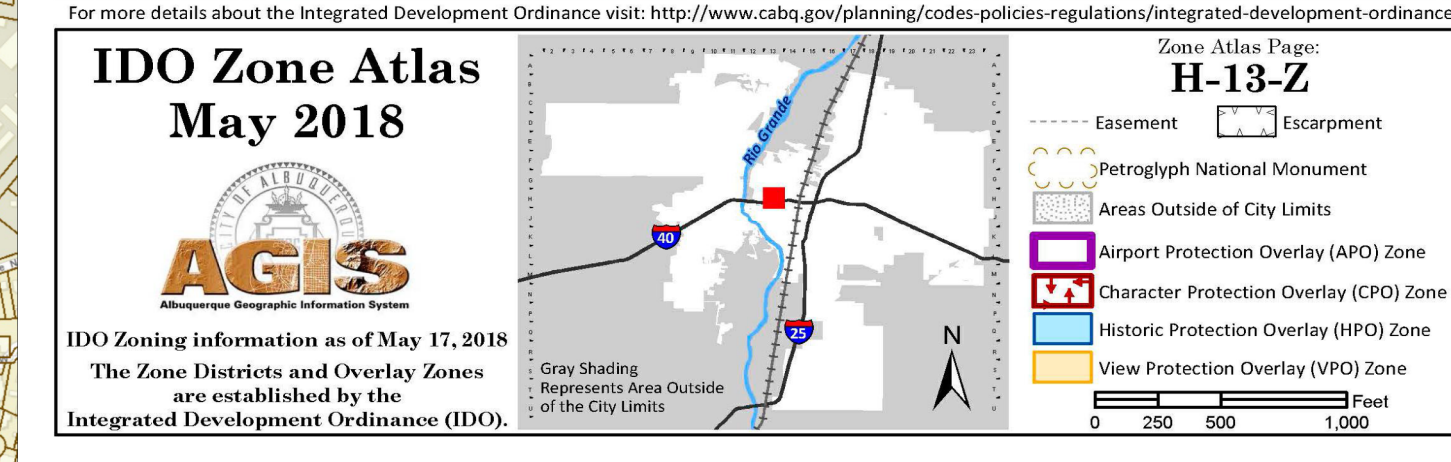 For more details about the Integrated Development Ordinance visit: http://www.cabq.gov/planning/codes-policies-regulations/integrated-development-ordinance
IDO Zone Atlas
May 2018
CITY OF ALBUQUERQUE
AGIS
Albuquerque Geographic Information System
IDO Zoning information as of May 17, 2018
The Zone Districts and Overlay Zones
are established by the
Integrated Development Ordinance (IDO).
Rio Grande
40
25
N
Gray Shading
Represents Area Outside
of the City Limits
Zone Atlas Page:
H-13-Z
Easement
Escarpment
Petroglyph National Monument
Areas Outside of City Limits
Airport Protection Overlay (APO) Zone
Character Protection Overlay (CPO) Zone
Historic Protection Overlay (HPO) Zone
View Protection Overlay (VPO) Zone
Feet
0 250 500 1,000